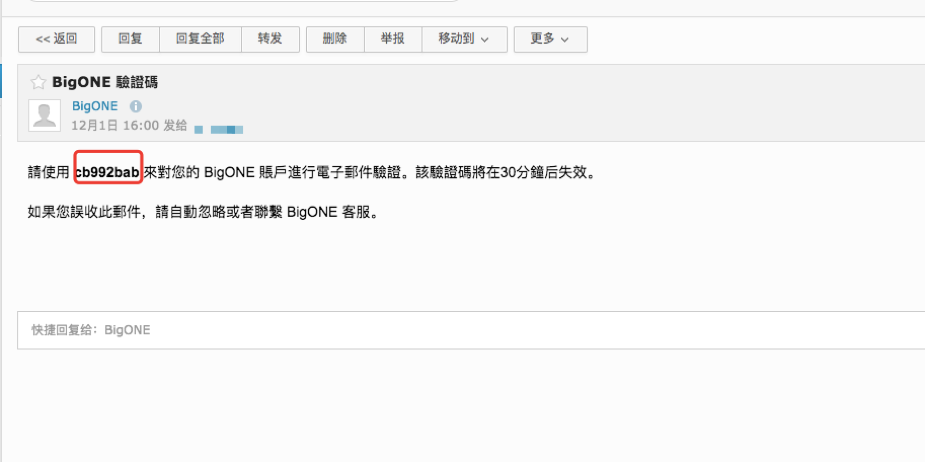 << 返回 回复 回复全部 转发 删除 举报 移动到 更多
BigONE 驗證碼
BigONE
12月1日 16:00 发给
請使用 cb992bab 來對您的 BigONE 賬戶進行電子郵件驗證。該驗證碼將在30分鐘后失效。
如果您誤收此郵件，請自動忽略或者聯繫 BigONE 客服。
快捷回复给：BigONE